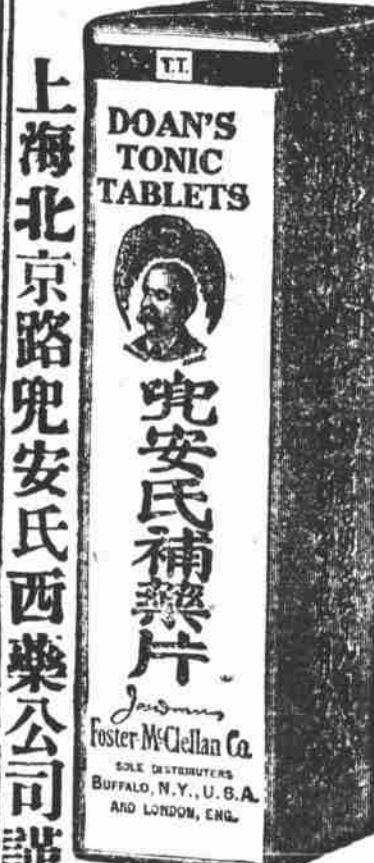 上海北京路兜安氏西藥公司謹
T.T.
DOAN'S
TONIC
TABLETS
兜安氏補藥片
Foster-McClellan Co.
SOLE DISTRIBUTERS
BUFFALO, N.Y., U.S.A.
AND LONDON, ENG.